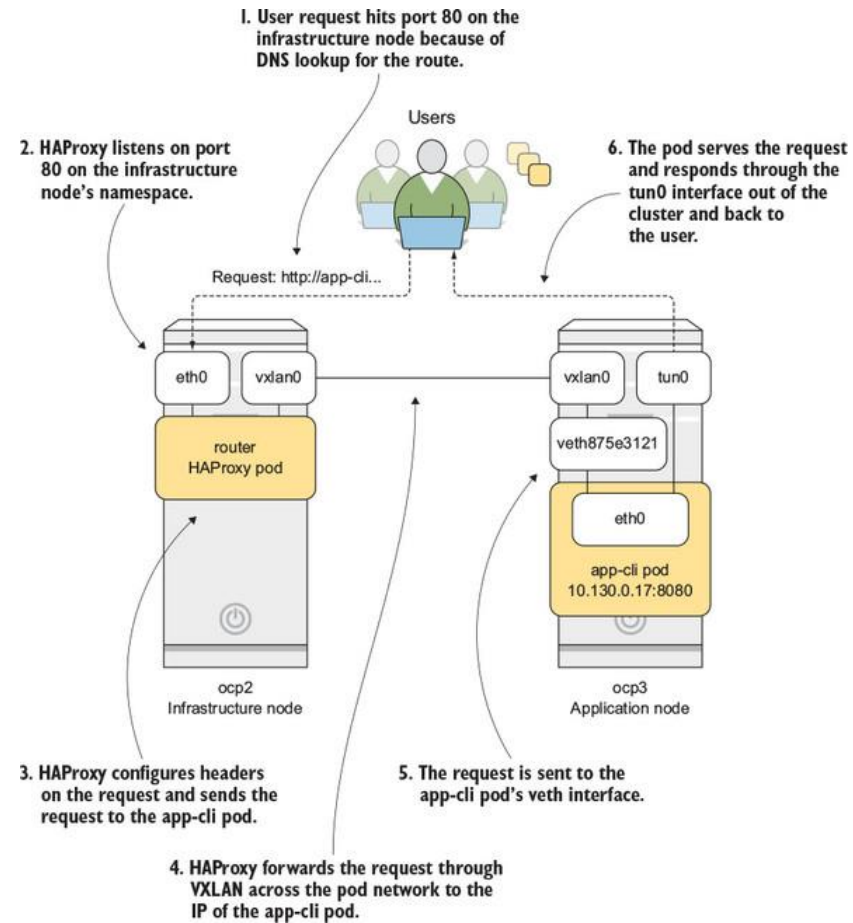 1. User request hits port 80 on the
infrastructure node because of
DNS lookup for the route.
Users
2. HAProxy listens on port
80 on the infrastructure
node's namespace.
6. The pod serves the request
and responds through the
tun0 interface out of the
cluster and back to
the user.
Request: http://app-cli...
eth0
vxlan0
vxlan0
tun0
router
HAProxy pod
veth875e3121
eth0
app-cli pod
10.130.0.17:8080
ocp2
Infrastructure node
ocp3
Application node
3. HAProxy configures headers
on the request and sends the
request to the app-cli pod.
5. The request is sent to the
app-cli pod's veth interface.
4. HAProxy forwards the request through
VXLAN across the pod network to the
IP of the app-cli pod.